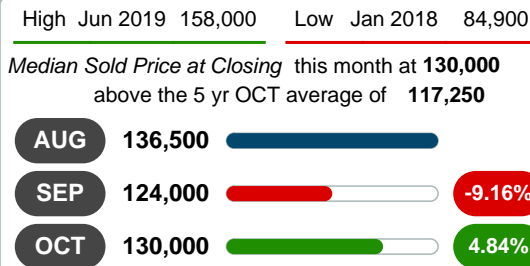 High Jun 2019 158,000 Low Jan 2018 84,900
Median Sold Price at Closing this month at 130,000
above the 5 yr OCT average of 117,250
AUG 136,500
SEP 124,000 -9.16%
OCT 130,000 4.84%